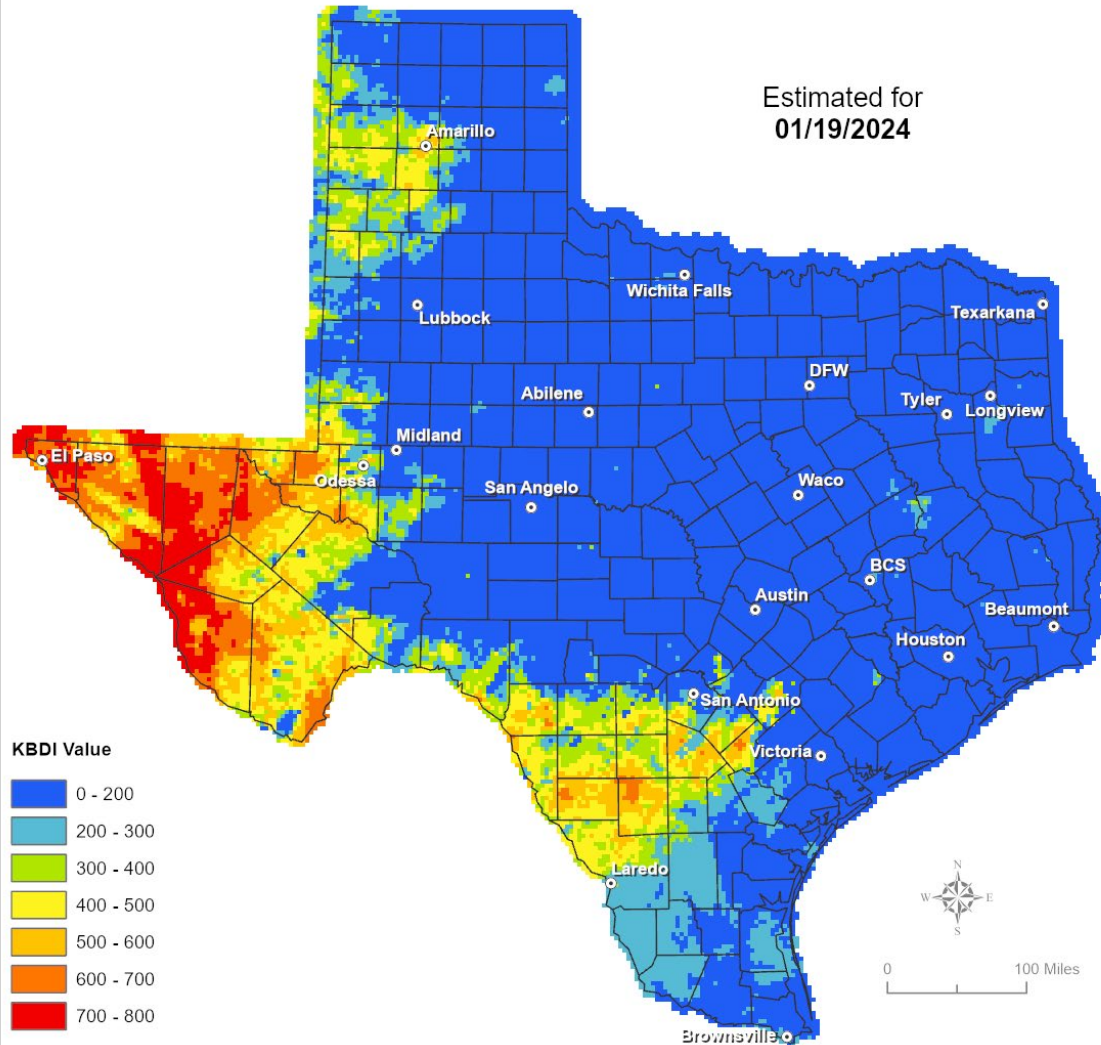 Estimated for
01/19/2024
Amarillo
Wichita Falls
Lubbock
Texarkana
DFW
Abilene
Tyler
Longview
Midland
El Paso
Odessa
San Angelo
Waco
BCS
Austin
Beaumont
Houston
San Antonio
Victoria
Laredo
Brownsville
KBDI Value
0 - 200
200 - 300
300 - 400
400 - 500
500 - 600
600 - 700
700 - 800
N
W E
S
0 100 Miles